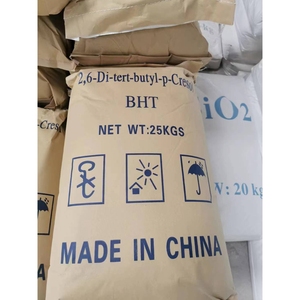 2,6-Di-tert-butyl-p-Cresol
BHT
NET WT:25KGS
MADE IN CHINA
iO2
W: 20 kg